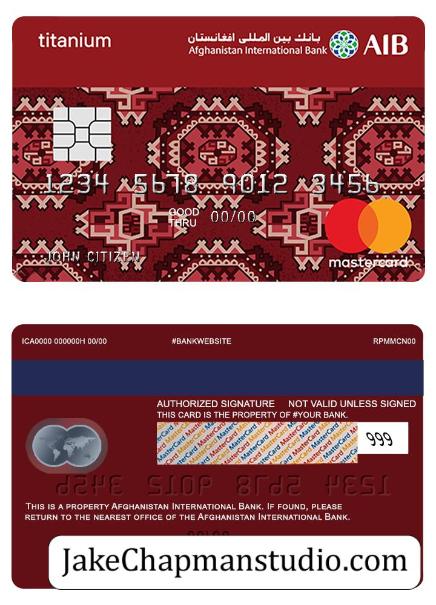 titanium
بانك بین المللی افغانستان
Afghanistan International Bank
AIB
1234 5678 9012 3456
GOOD
THRU 00/00
JOHN CITIZEN
mastercard
ICA0000 000000H 00/00 #BANKWEBSITE RPMMCN00
AUTHORIZED SIGNATURE NOT VALID UNLESS SIGNED
THIS CARD IS THE PROPERTY OF #YOUR BANK.
MasterCard MasterCard MasterCard
999
1234 5678 9012 3456
THIS IS A PROPERTY AFGHANISTAN INTERNATIONAL BANK. IF FOUND, PLEASE
RETURN TO THE NEAREST OFFICE OF THE AFGHANISTAN INTERNATIONAL BANK.
JakeChapmanstudio.com